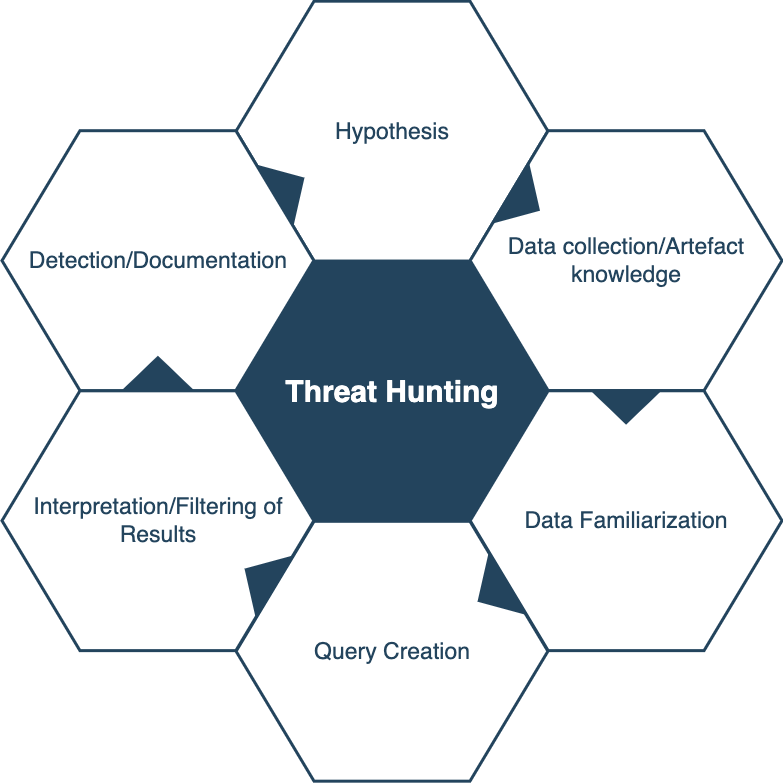 Hypothesis
Data collection/Artefact
knowledge
Detection/Documentation
Threat Hunting
Data Familiarization
Interpretation/Filtering of
Results
Query Creation